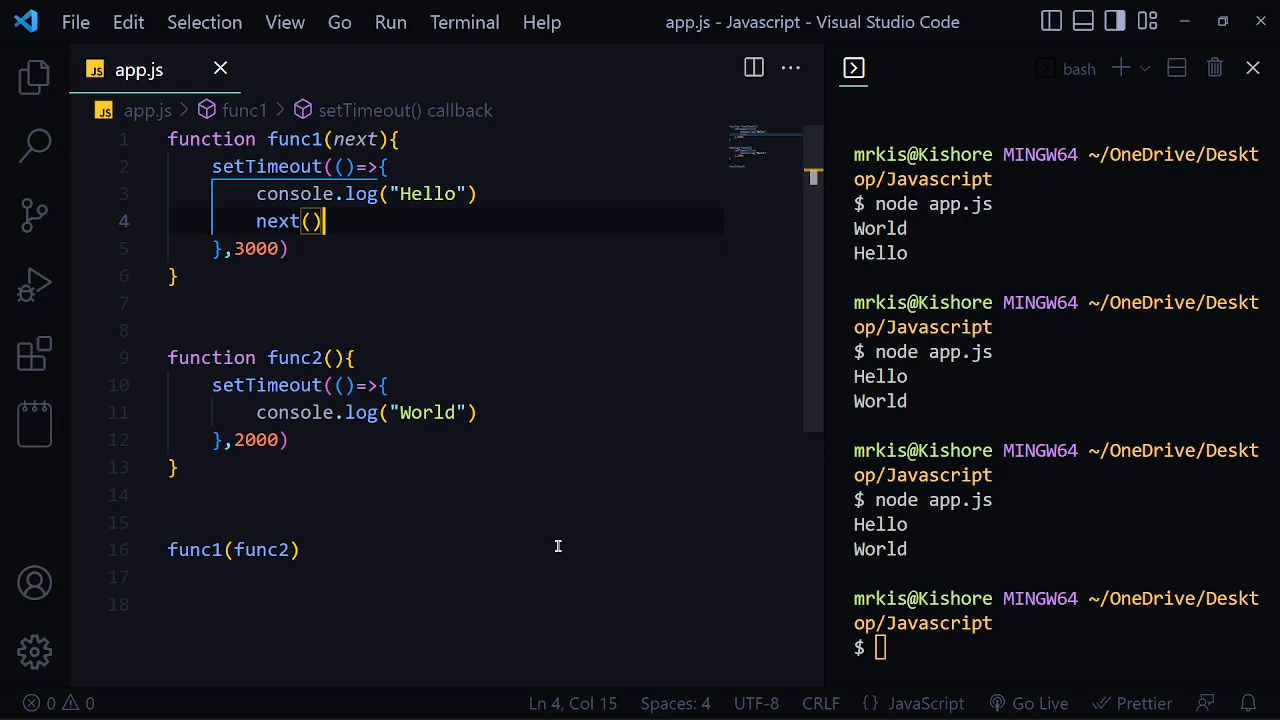 File Edit Selection View Go Run Terminal Help app.js - Javascript - Visual Studio Code
JS app.js
JS app.js > func1 > setTimeout() callback
1 function func1(next){
2 setTimeout(()=>{
3 console.log("Hello")
4 next()
5 },3000)
6 }
7
8
9 function func2(){
10 setTimeout(()=>{
11 console.log("World")
12 },2000)
13 }
14
15
16 func1(func2)
17
18
bash
mrkis@Kishore MINGW64 ~/OneDrive/Deskt
op/Javascript
$ node app.js
World
Hello
mrkis@Kishore MINGW64 ~/OneDrive/Deskt
op/Javascript
$ node app.js
Hello
World
mrkis@Kishore MINGW64 ~/OneDrive/Deskt
op/Javascript
$ node app.js
Hello
World
mrkis@Kishore MINGW64 ~/OneDrive/Deskt
op/Javascript
$
0 0 Ln 4, Col 15 Spaces: 4 UTF-8 CRLF {} JavaScript Go Live Prettier